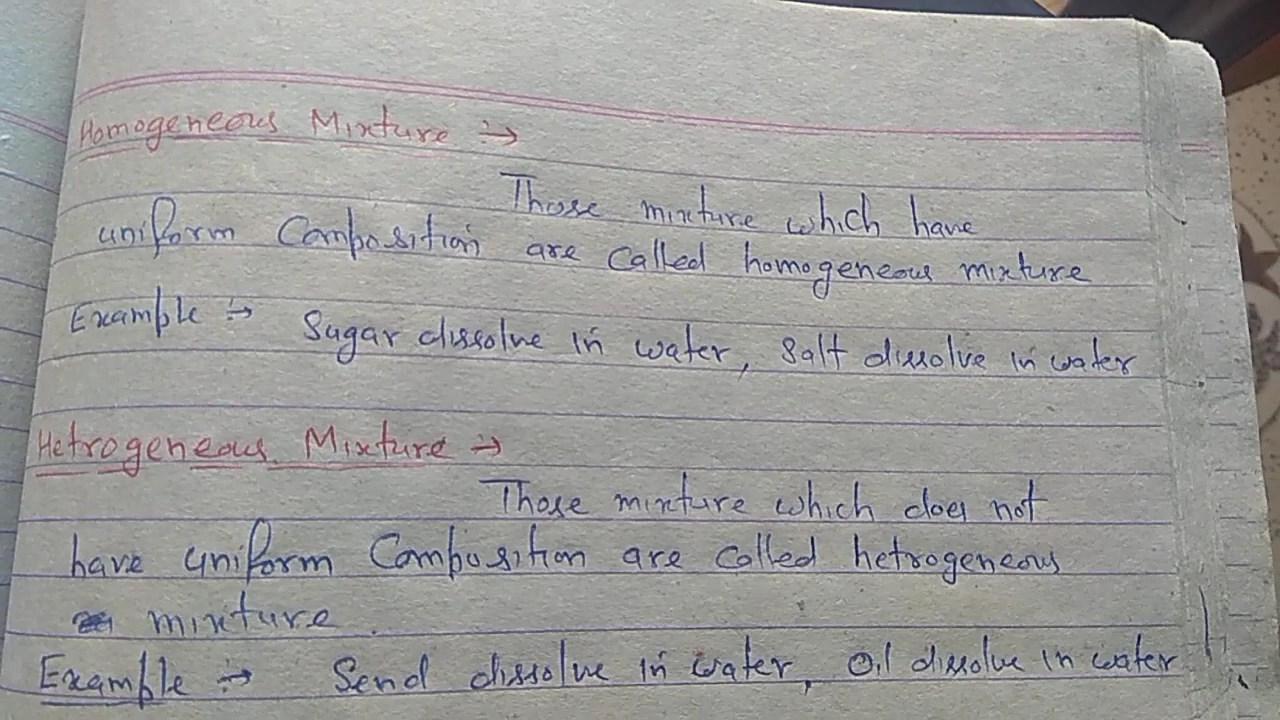 Homogeneous Mixture →
Those mixture which have
uniform Composition are Called homogeneous mixture
Example → Sugar dissolve in water, Salt dissolve in water
Hetrogeneous Mixture →
Those mixture which does not
have uniform Composition are Called hetrogeneous
mixture.
Example → Send dissolve in water, Oil dissolve in water